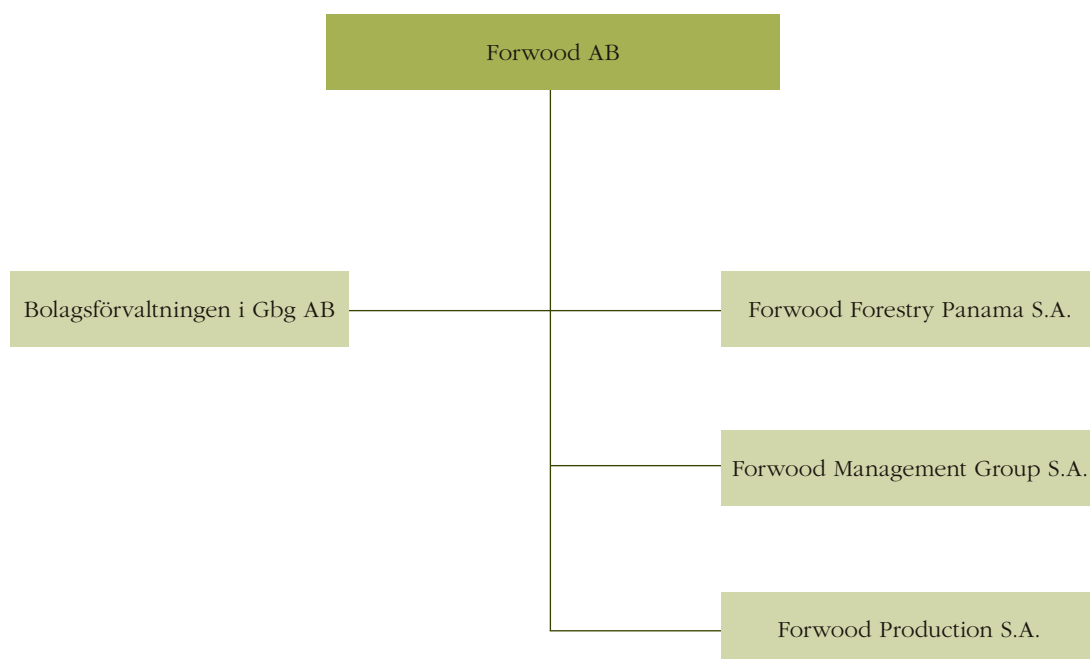 Forwood AB
Bolagsförvaltningen i Gbg AB
Forwood Forestry Panama S.A.
Forwood Management Group S.A.
Forwood Production S.A.